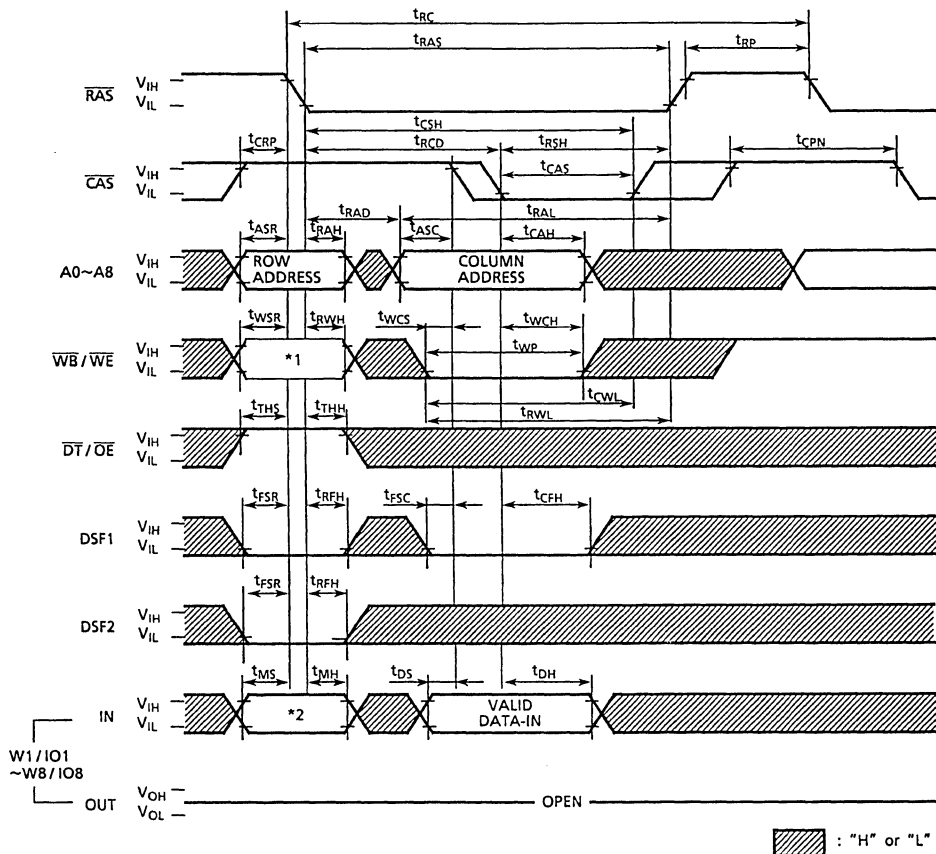 tRC
tRAS
tRP
RAS
VIH
VIL
tCSH
tCRP
tRCD
tRSH
tCPN
CAS
VIH
VIL
tCAS
tRAD
tRAL
tASR
tRAH
tASC
tCAH
A0~A8
VIH
VIL
ROW ADDRESS
COLUMN ADDRESS
tWSR
tRWH
tWCS
tWCH
WB/WE
VIH
VIL
*1
tWP
tCWL
tRWL
tTHS
tTHH
DT/OE
VIH
VIL
tFSR
tRFH
tFSC
tCFH
DSF1
VIH
VIL
tFSR
tRFH
DSF2
VIH
VIL
tMS
tMH
tDS
tDH
IN
VIH
VIL
*2
VALID DATA-IN
W1/IO1
~W8/IO8
OUT
VOH
VOL
OPEN
: "H" or "L"